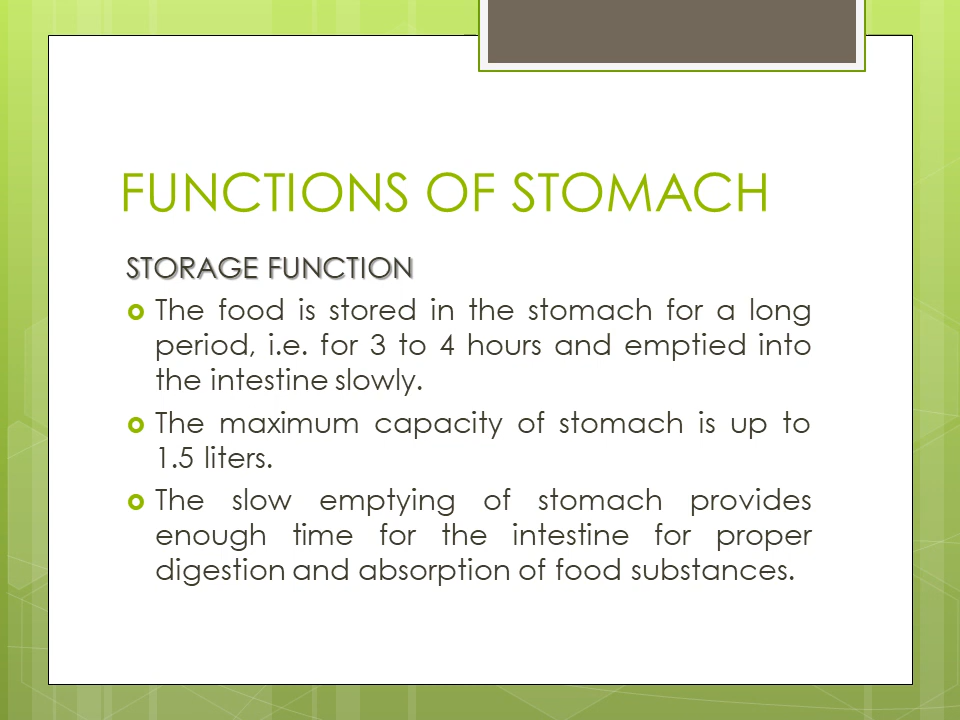 FUNCTIONS OF STOMACH
STORAGE FUNCTION
The food is stored in the stomach for a long
period, i.e. for 3 to 4 hours and emptied into
the intestine slowly.
The maximum capacity of stomach is up to
1.5 liters.
The slow emptying of stomach provides
enough time for the intestine for proper
digestion and absorption of food substances.